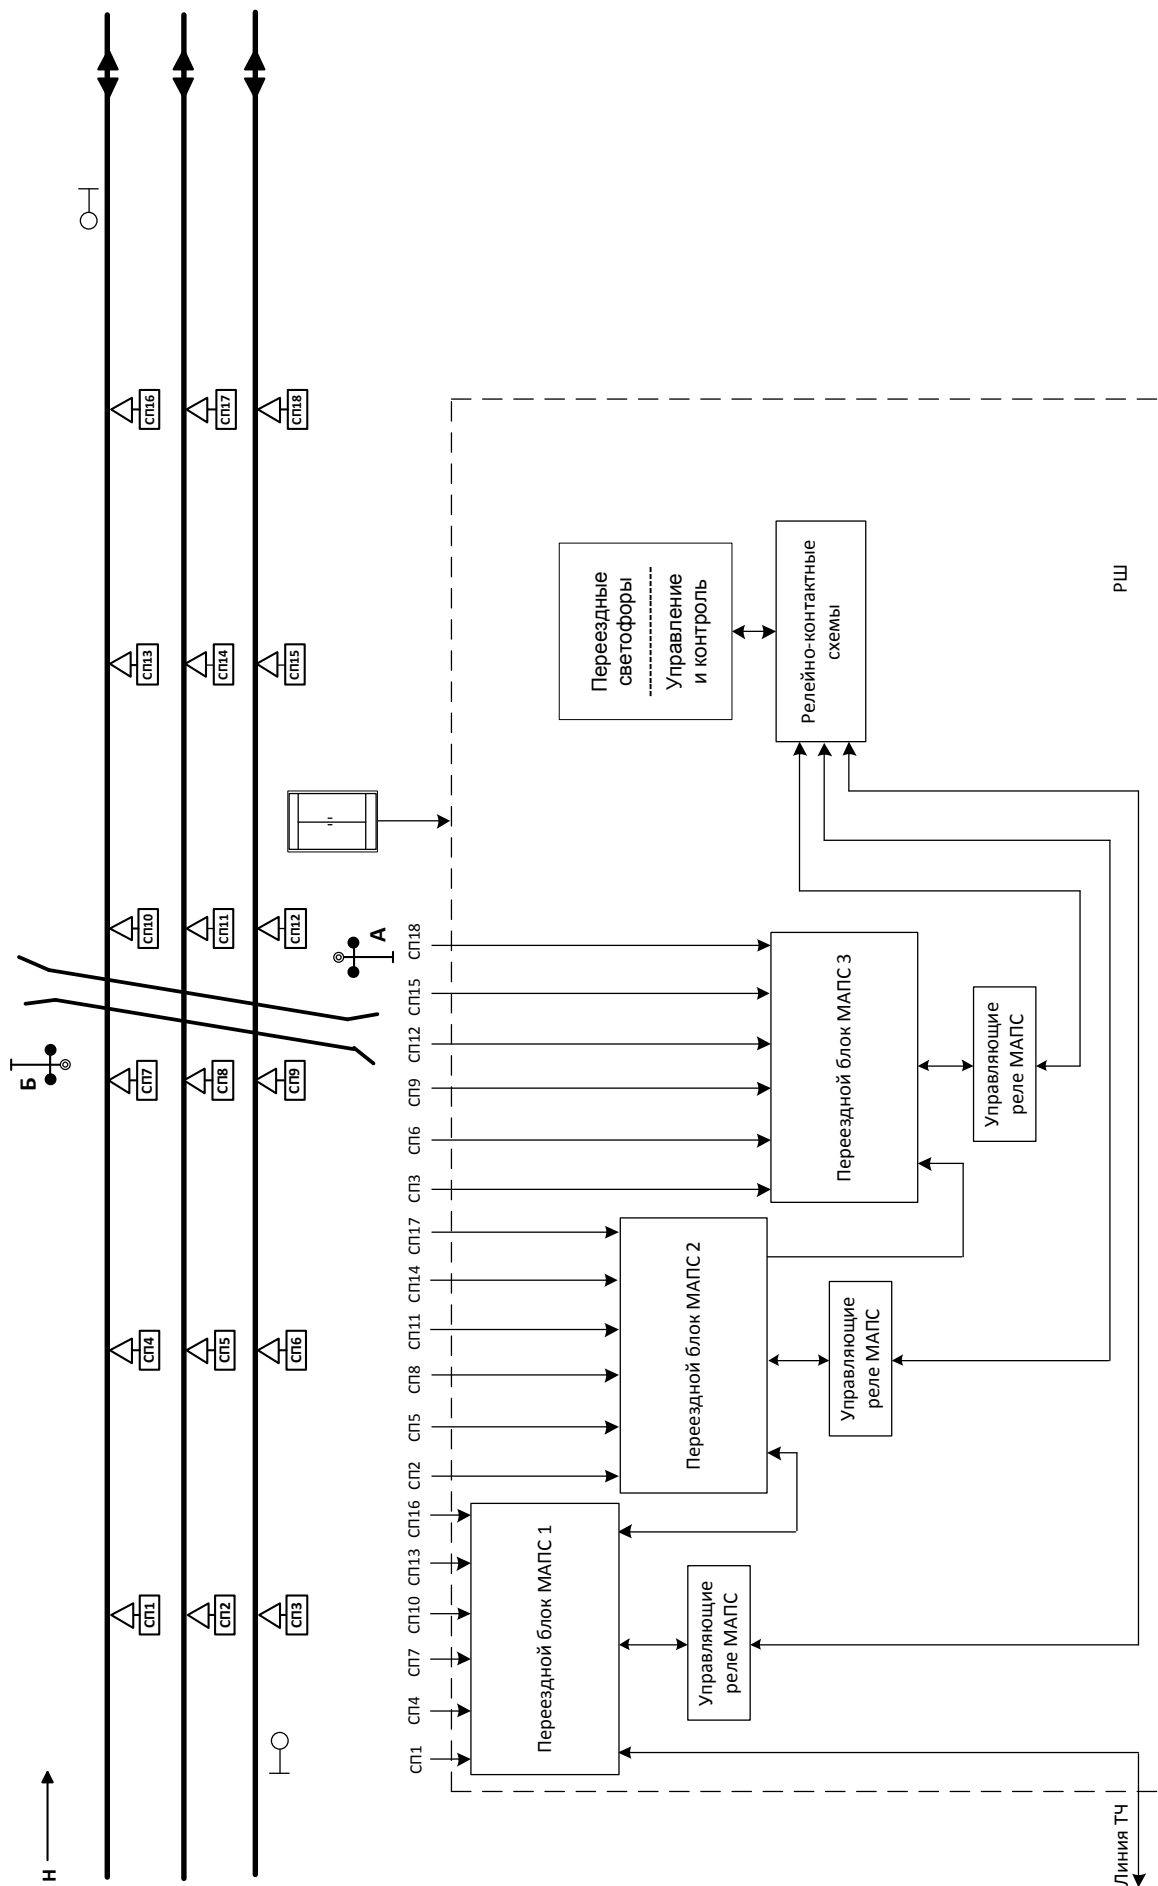 Н
Б
А
СП1
СП4
СП7
СП10
СП13
СП16
СП2
СП5
СП8
СП11
СП14
СП17
СП3
СП6
СП9
СП12
СП15
СП18
СП1
СП4
СП7
СП10
СП13
СП16
СП2
СП5
СП8
СП11
СП14
СП17
СП3
СП6
СП9
СП12
СП15
СП18
Переездной блок МАПС 1
Переездной блок МАПС 2
Переездной блок МАПС 3
Управляющие
реле МАПС
Управляющие
реле МАПС
Управляющие
реле МАПС
Переездные
светофоры
Управление
и контроль
Релейно-контактные
схемы
РШ
Линия ТЧ